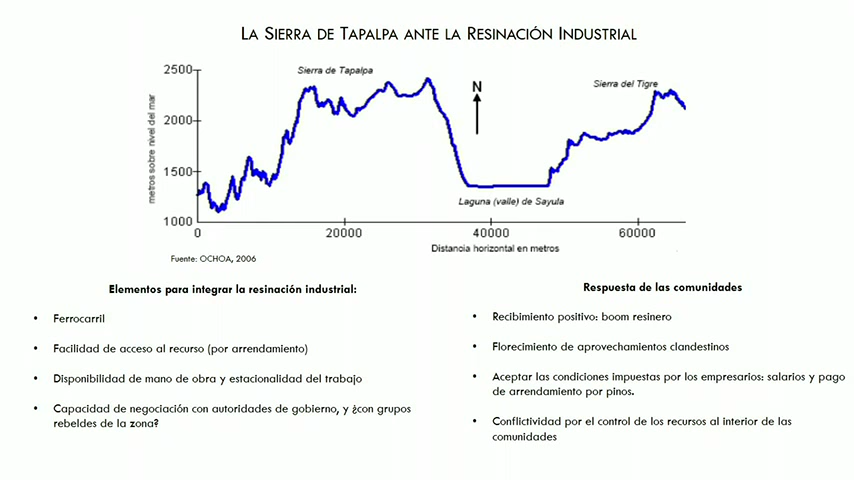 LA SIERRA DE TAPALPA ANTE LA RESINACIÓN INDUSTRIAL
2500
2000
1500
1000
metros sobre nivel del mar
Sierra de Tapalpa
N
Sierra del Tigre
Laguna (valle) de Sayula
0
20000
40000
60000
Distancia horizontal en metros
Fuente: OCHOA, 2006
Elementos para integrar la resinación industrial:
• Ferrocarril
• Facilidad de acceso al recurso (por arrendamiento)
• Disponibilidad de mano de obra y estacionalidad del trabajo
• Capacidad de negociación con autoridades de gobierno, y ¿con grupos
rebeldes de la zona?
Respuesta de las comunidades
• Recibimiento positivo: boom resinero
• Florecimiento de aprovechamientos clandestinos
• Aceptar las condiciones impuestas por los empresarios: salarios y pago
de arrendamiento por pinos.
• Conflictividad por el control de los recursos al interior de las
comunidades